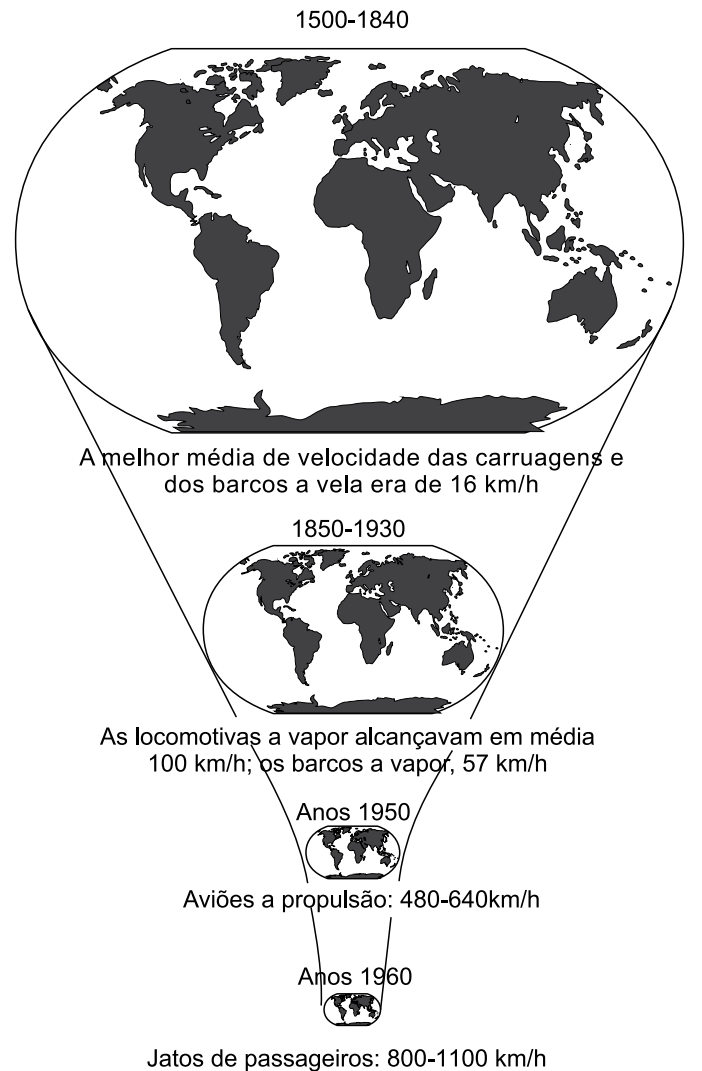 1500-1840
A melhor média de velocidade das carruagens e
dos barcos a vela era de 16 km/h
1850-1930
As locomotivas a vapor alcançavam em média
100 km/h; os barcos a vapor, 57 km/h
Anos 1950
Aviões a propulsão: 480-640km/h
Anos 1960
Jatos de passageiros: 800-1100 km/h